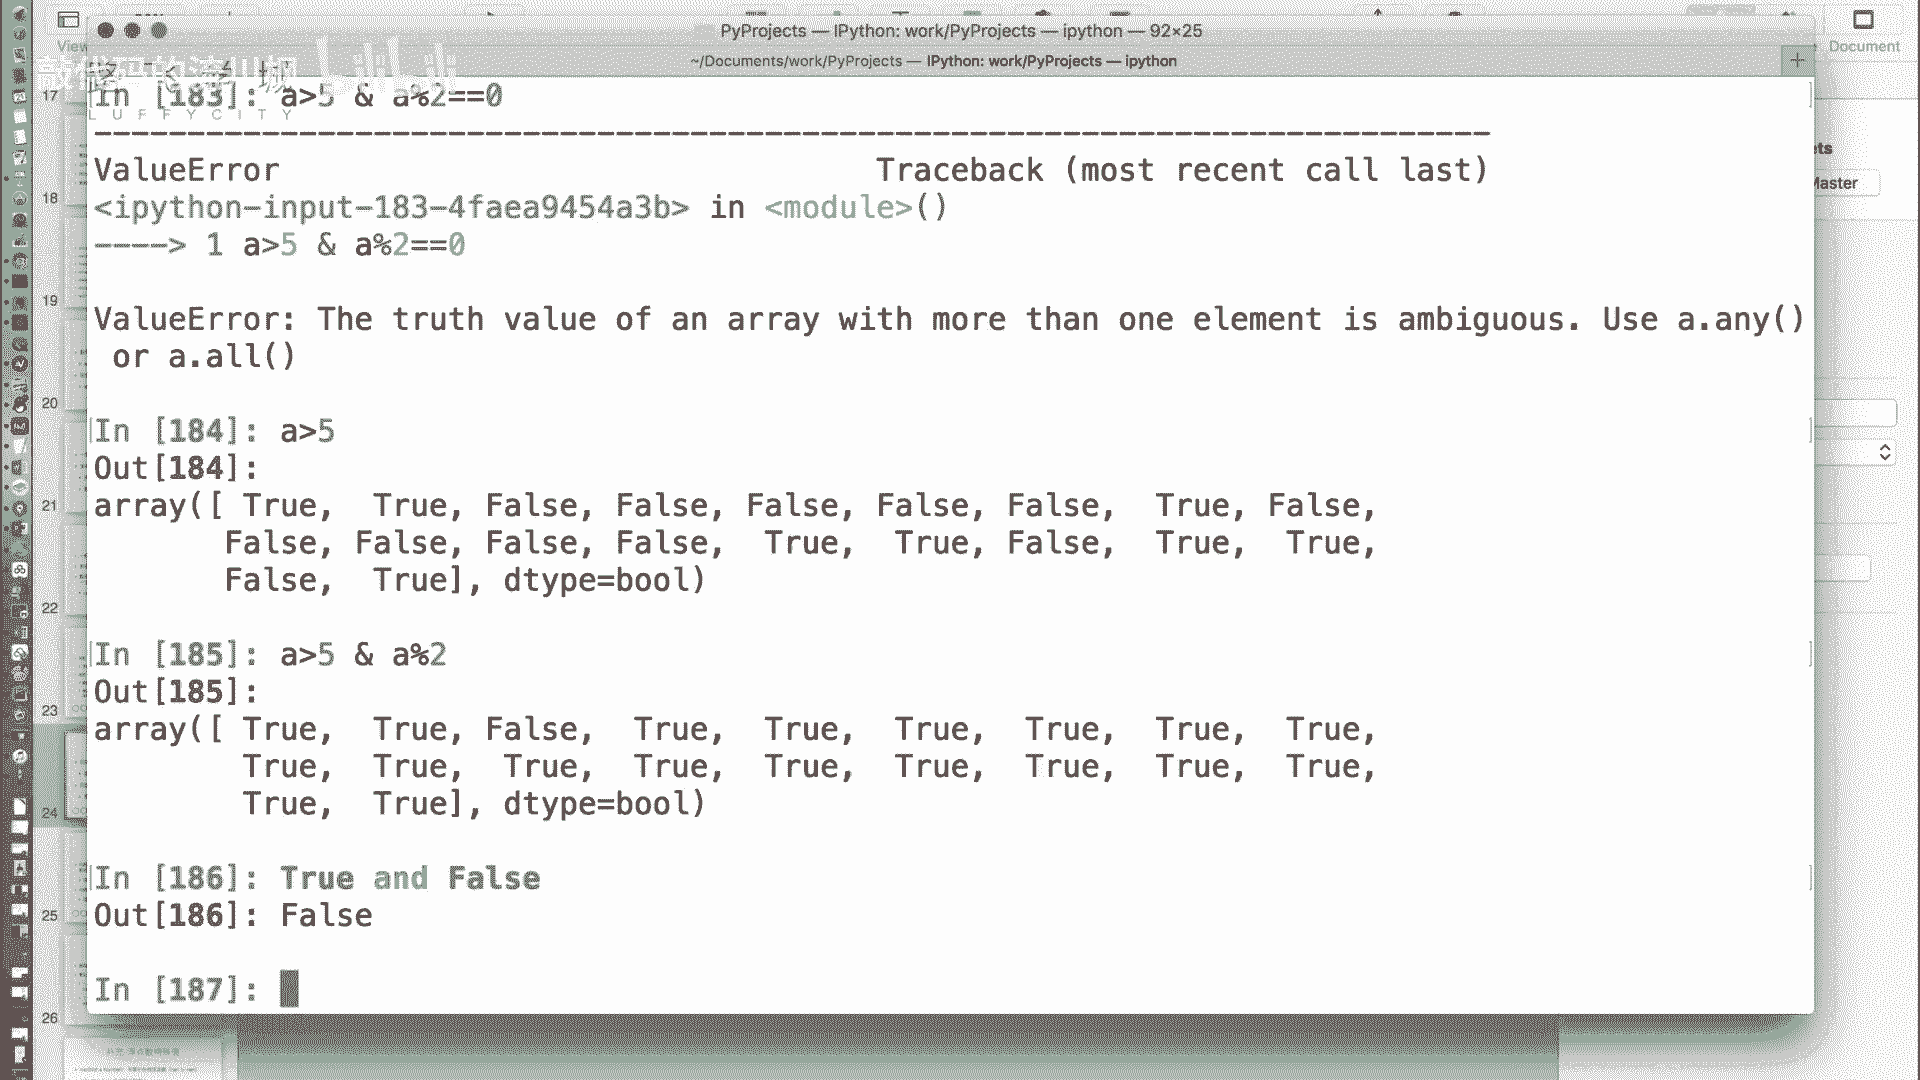 PyProjects — IPython: work/PyProjects — ipython — 92×25
View
Document
~/Documents/work/PyProjects — IPython: work/PyProjects — ipython
+
敲代码的 bilibili
LUFFYCITY
In [183]: a>5 & a%2==0
---------------------------------------------------------------------------
ValueError Traceback (most recent call last)
<ipython-input-183-4faea9454a3b> in <module>()
----> 1 a>5 & a%2==0
ValueError: The truth value of an array with more than one element is ambiguous. Use a.any()
or a.all()
In [184]: a>5
Out[184]:
array([ True, True, False, False, False, False, False, True, False,
False, False, False, False, True, True, False, True, True,
False, True], dtype=bool)
In [185]: a>5 & a%2
Out[185]:
array([ True, True, False, True, True, True, True, True, True,
True, True, True, True, True, True, True, True, True,
True, True], dtype=bool)
In [186]: True and False
Out[186]: False
In [187]:
17
18
19
20
21
22
23
24
25
26